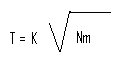 T = K √Nm